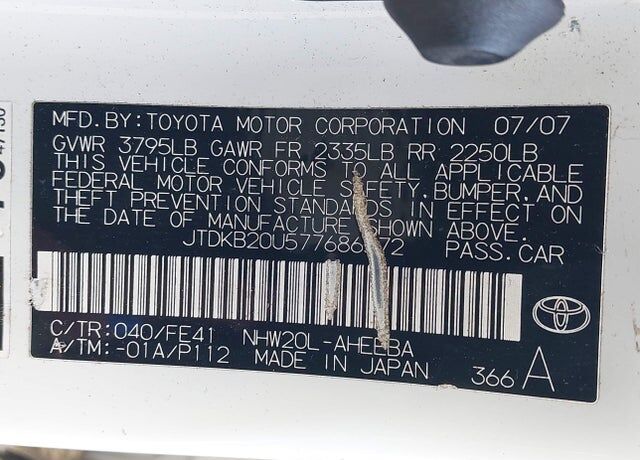 MFD. BY: TOYOTA MOTOR CORPORATION 07/07
GVWR 3795LB GAWR FR 2335LB RR 2250LB
THIS VEHICLE CONFORMS TO ALL APPLICABLE
FEDERAL MOTOR VEHICLE SAFETY, BUMPER, AND
THEFT PREVENTION STANDARDS IN EFFECT ON
THE DATE OF MANUFACTURE SHOWN ABOVE.
PASS. CAR
C/TR: 040/FE41 NHW20L-AHEEBA
A/TM: -01A/P112 MADE IN JAPAN
366 A